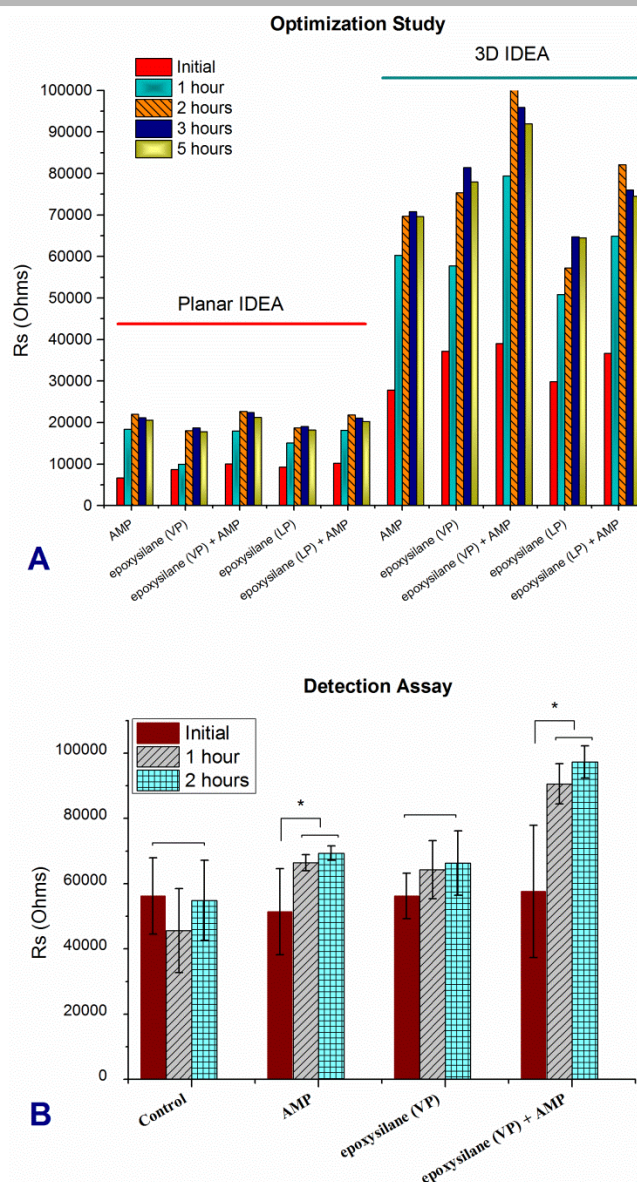 Optimization Study
3D IDEA
Initial
1 hour
2 hours
3 hours
5 hours
Planar IDEA
Rs (Ohms)
100000
90000
80000
70000
60000
50000
40000
30000
20000
10000
0
AMP
epoxysilane (VP)
epoxysilane (VP) + AMP
epoxysilane (LP)
epoxysilane (LP) + AMP
AMP
epoxysilane (VP)
epoxysilane (VP) + AMP
epoxysilane (LP)
epoxysilane (LP) + AMP
A
Detection Assay
Initial
1 hour
2 hours
*
*
Rs (Ohms)
100000
80000
60000
40000
20000
0
Control
AMP
epoxysilane (VP)
epoxysilane (VP) + AMP
B